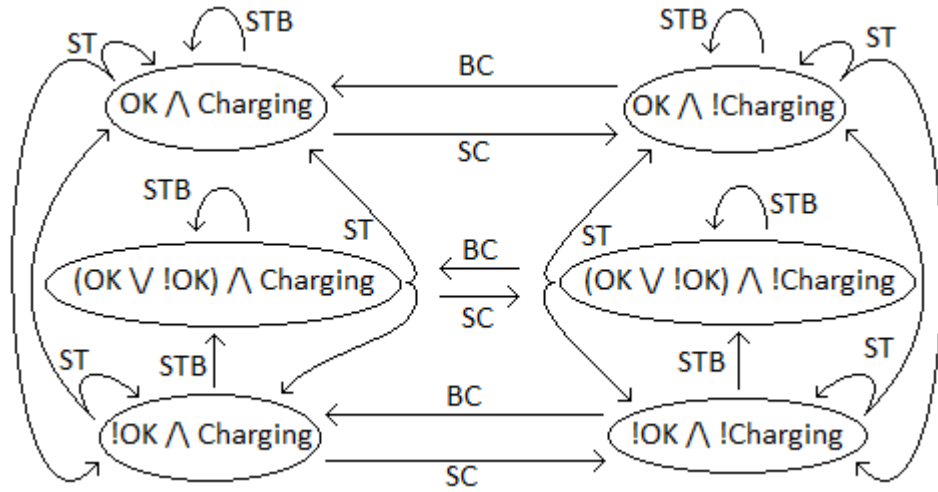 STB
STB
ST
ST
BC
OK /\ Charging
OK /\ !Charging
SC
STB
STB
ST
ST
BC
(OK \/ !OK) /\ Charging
(OK \/ !OK) /\ !Charging
SC
ST
STB
STB
ST
BC
!OK /\ Charging
!OK /\ !Charging
SC